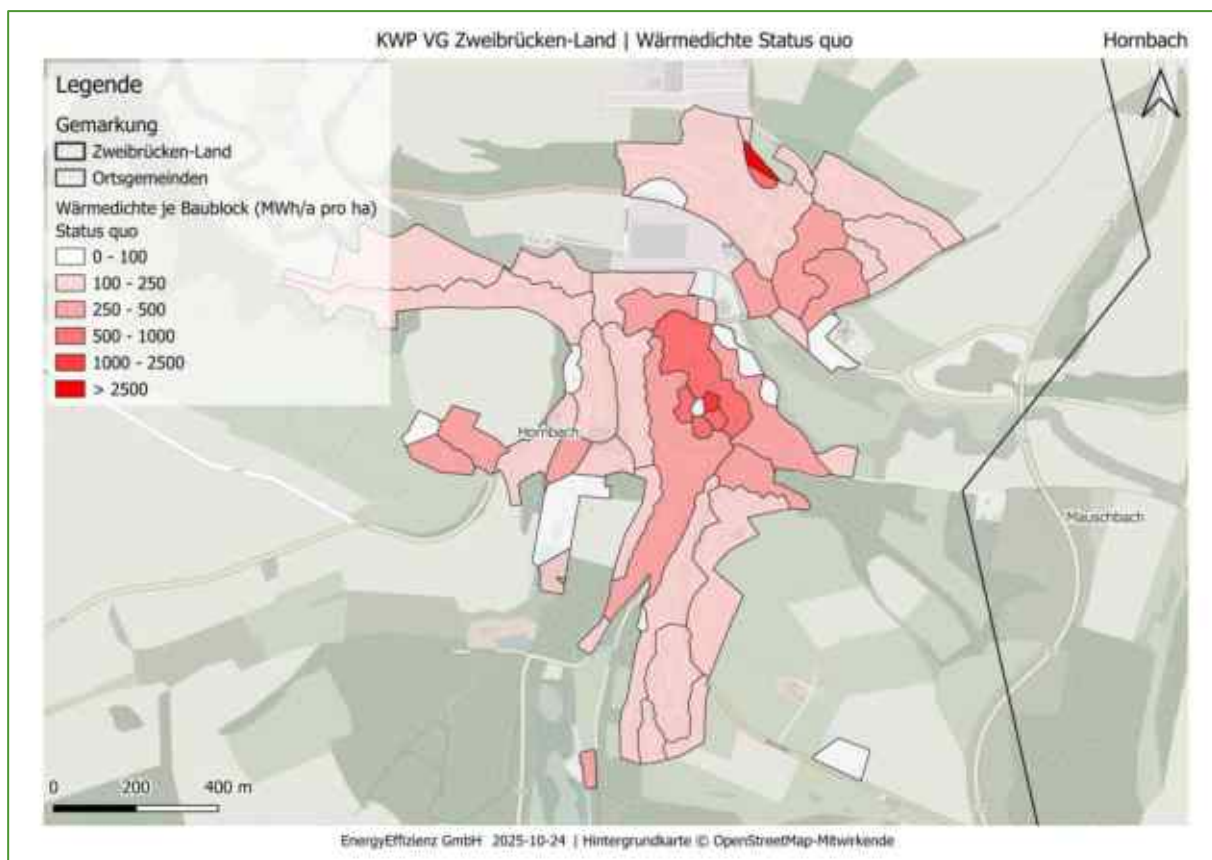 KWP VG Zweibrücken-Land | Wärmedichte Status quo
Hornbach
Legende
Gemarkung
Zweibrücken-Land
Ortsgemeinden
Wärmedichte je Baublock (MWh/a pro ha)
Status quo
0 - 100
100 - 250
250 - 500
500 - 1000
1000 - 2500
> 2500
Hornbach
Mauschbach
0 200 400 m
EnergyEffizienz GmbH 2025-10-24 | Hintergrundkarte © OpenStreetMap-Mitwirkende